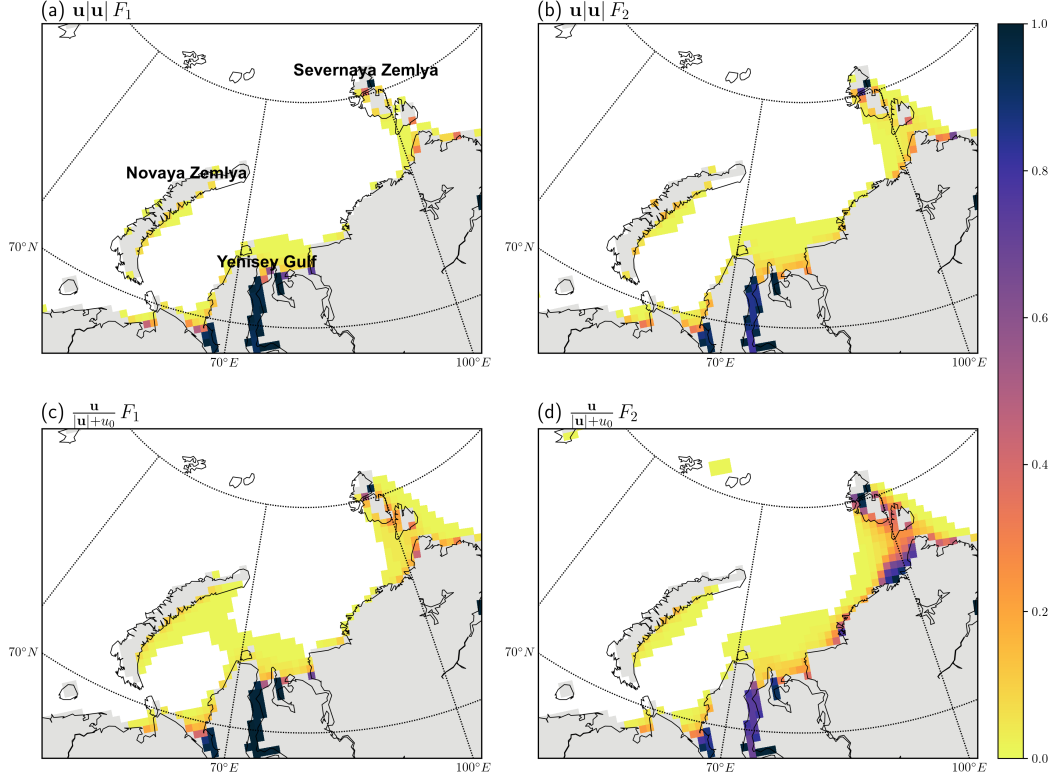 (a) u|u| F₁
(b) u|u| F₂
Severnaya Zemlya
Novaya Zemlya
Yenisey Gulf
70°N
70°E
100°E
70°N
70°E
100°E
1.0
0.8
0.6
0.4
0.2
0.0
(c) u/(|u|+u₀) F₁
(d) u/(|u|+u₀) F₂
70°N
70°E
100°E
70°N
70°E
100°E